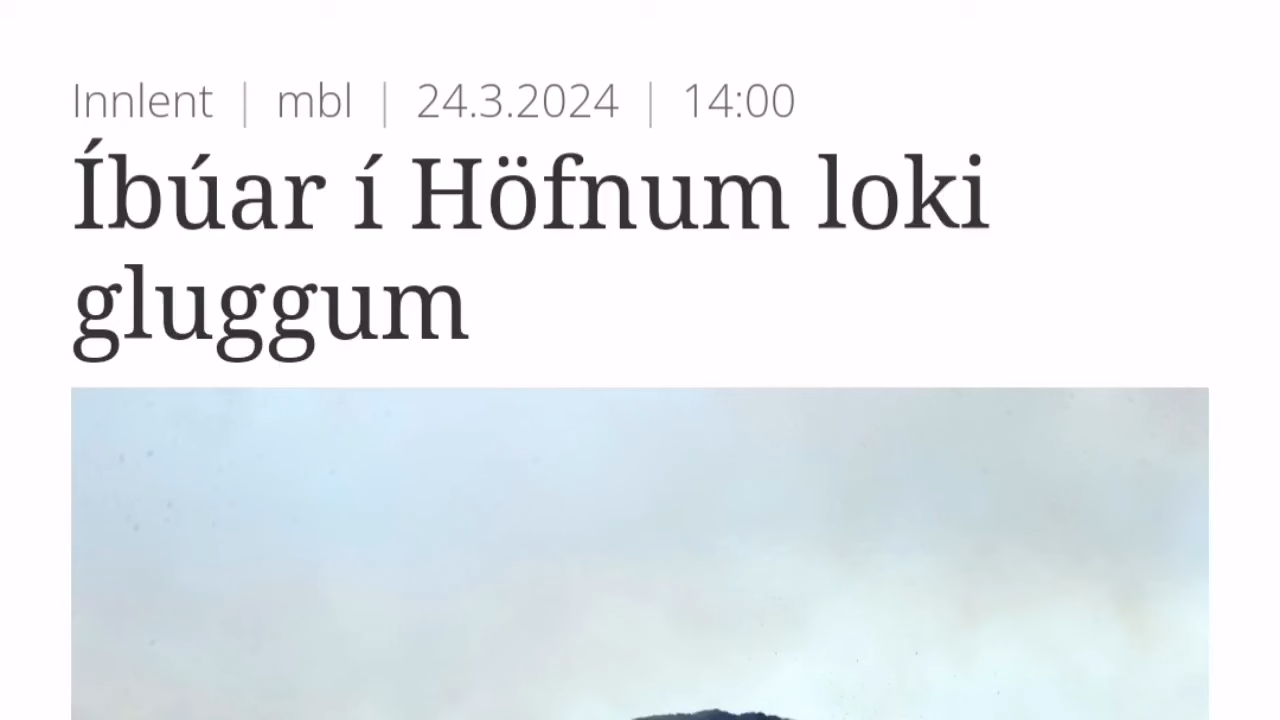 Innlent | mbl | 24.3.2024 | 14:00
Íbúar í Höfnum loki
gluggum